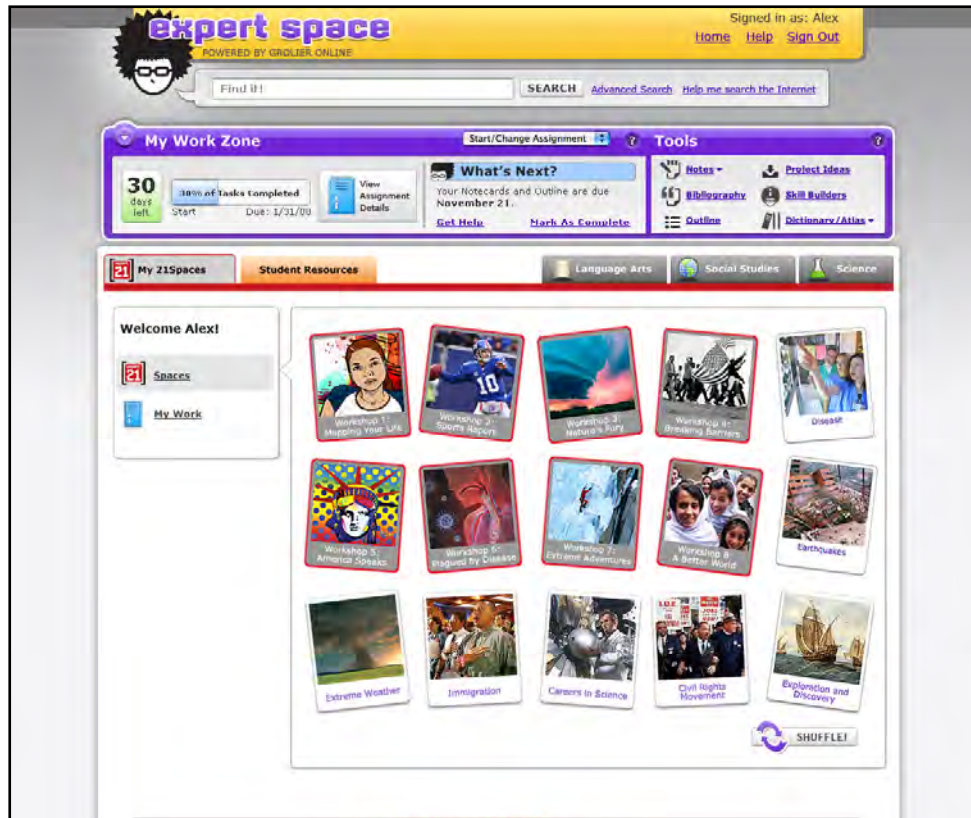 expert space
POWERED BY GROLIER ONLINE
Signed in as: Alex
Home Help Sign Out
Find it!
SEARCH Advanced Search Help me search the Internet
My Work Zone
Start/Change Assignment
?
Tools
?
30
days
left
30% of Tasks Completed
Start Due: 1/31/00
View
Assignment
Details
What's Next?
Your Notecards and Outline are due
November 21.
Get Help Mark As Complete
Notes
Project Ideas
Bibliography
Skill Builders
Outline
Dictionary/Atlas
21
My 21Spaces
Student Resources
Language Arts
Social Studies
Science
Welcome Alex!
21
Spaces
My Work
Workshop 1:
Mapping Your Life
10
Workshop 2:
Sports Report
Workshop 3
Nature's Fury
Workshop 4:
Breaking Barriers
Disease
Workshop 5:
America Speaks
Workshop 6:
Plagued by Disease
Workshop 7:
Extreme Adventures
Workshop 8
A Better World
Earthquakes
Extreme Weather
Immigration
Careers in Science
Civil Rights
Movement
Exploration and
Discovery
SHUFFLE!